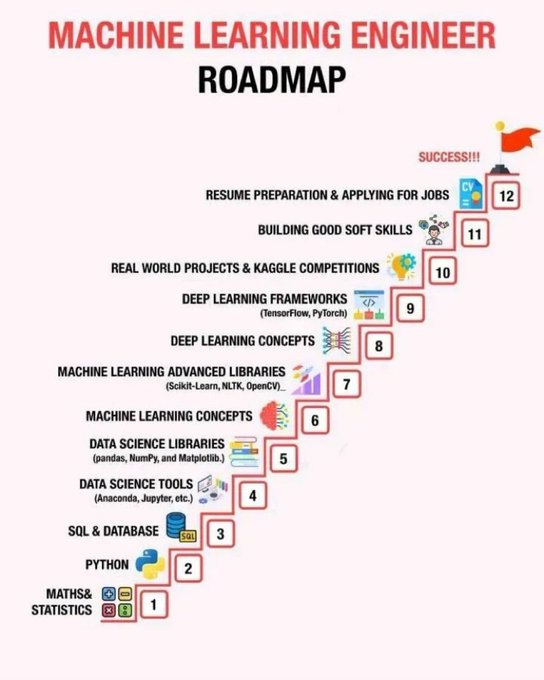 MACHINE LEARNING ENGINEER
ROADMAP
SUCCESS!!!
RESUME PREPARATION & APPLYING FOR JOBS
CV
12
BUILDING GOOD SOFT SKILLS
11
REAL WORLD PROJECTS & KAGGLE COMPETITIONS
10
DEEP LEARNING FRAMEWORKS
(TensorFlow, PyTorch)
</>
9
DEEP LEARNING CONCEPTS
8
MACHINE LEARNING ADVANCED LIBRARIES
(Scikit-Learn, NLTK, OpenCV)_
7
MACHINE LEARNING CONCEPTS
6
DATA SCIENCE LIBRARIES
(pandas, NumPy, and Matplotlib.)
5
DATA SCIENCE TOOLS
(Anaconda, Jupyter, etc.)
4
SQL & DATABASE
SQL
3
PYTHON
2
MATHS&
STATISTICS
1